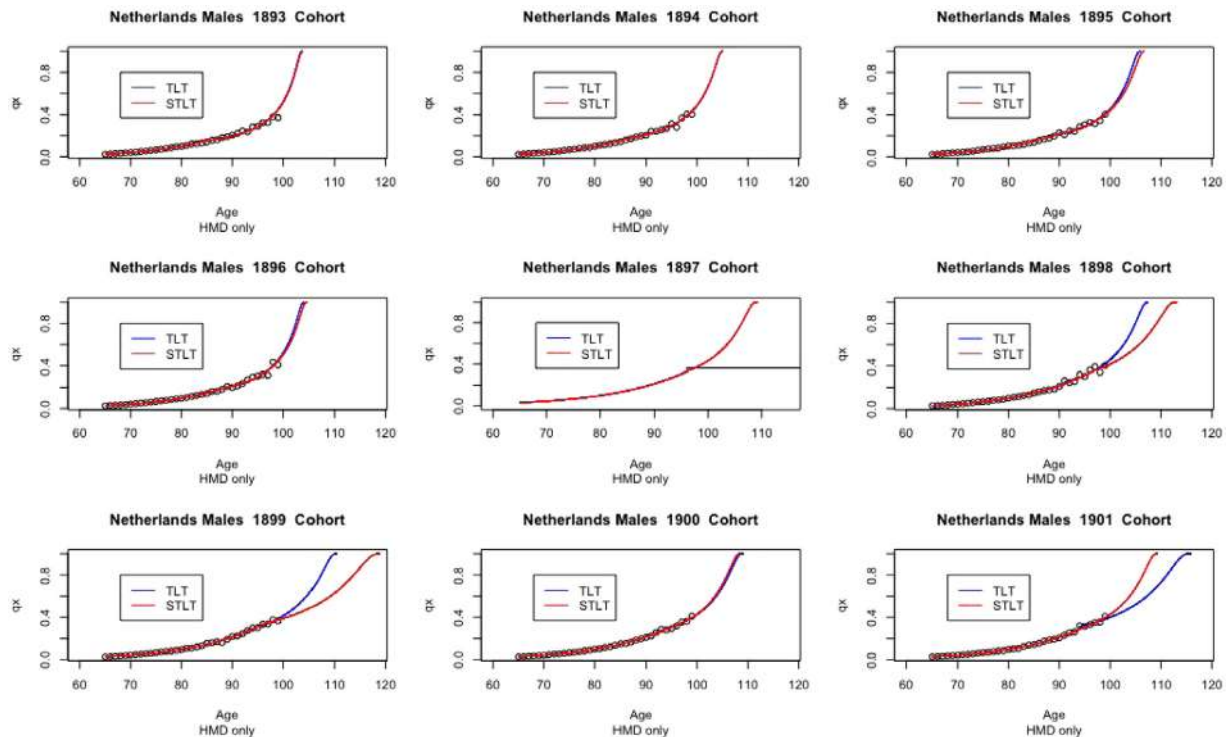 Netherlands Males 1893 Cohort
qx
0.0 0.4 0.8
TLT
STLT
60 70 80 90 100 110 120
Age
HMD only
Netherlands Males 1894 Cohort
qx
0.0 0.4 0.8
TLT
STLT
60 70 80 90 100 110 120
Age
HMD only
Netherlands Males 1895 Cohort
qx
0.0 0.4 0.8
TLT
STLT
60 70 80 90 100 110 120
Age
HMD only
Netherlands Males 1896 Cohort
qx
0.0 0.4 0.8
TLT
STLT
60 70 80 90 100 110 120
Age
HMD only
Netherlands Males 1897 Cohort
qx
0.0 0.4 0.8
TLT
STLT
60 70 80 90 100 110
Age
HMD only
Netherlands Males 1898 Cohort
qx
0.0 0.4 0.8
TLT
STLT
60 70 80 90 100 110 120
Age
HMD only
Netherlands Males 1899 Cohort
qx
0.0 0.4 0.8
TLT
STLT
60 70 80 90 100 110 120
Age
HMD only
Netherlands Males 1900 Cohort
qx
0.0 0.4 0.8
TLT
STLT
60 70 80 90 100 110 120
Age
HMD only
Netherlands Males 1901 Cohort
qx
0.0 0.4 0.8
TLT
STLT
60 70 80 90 100 110 120
Age
HMD only